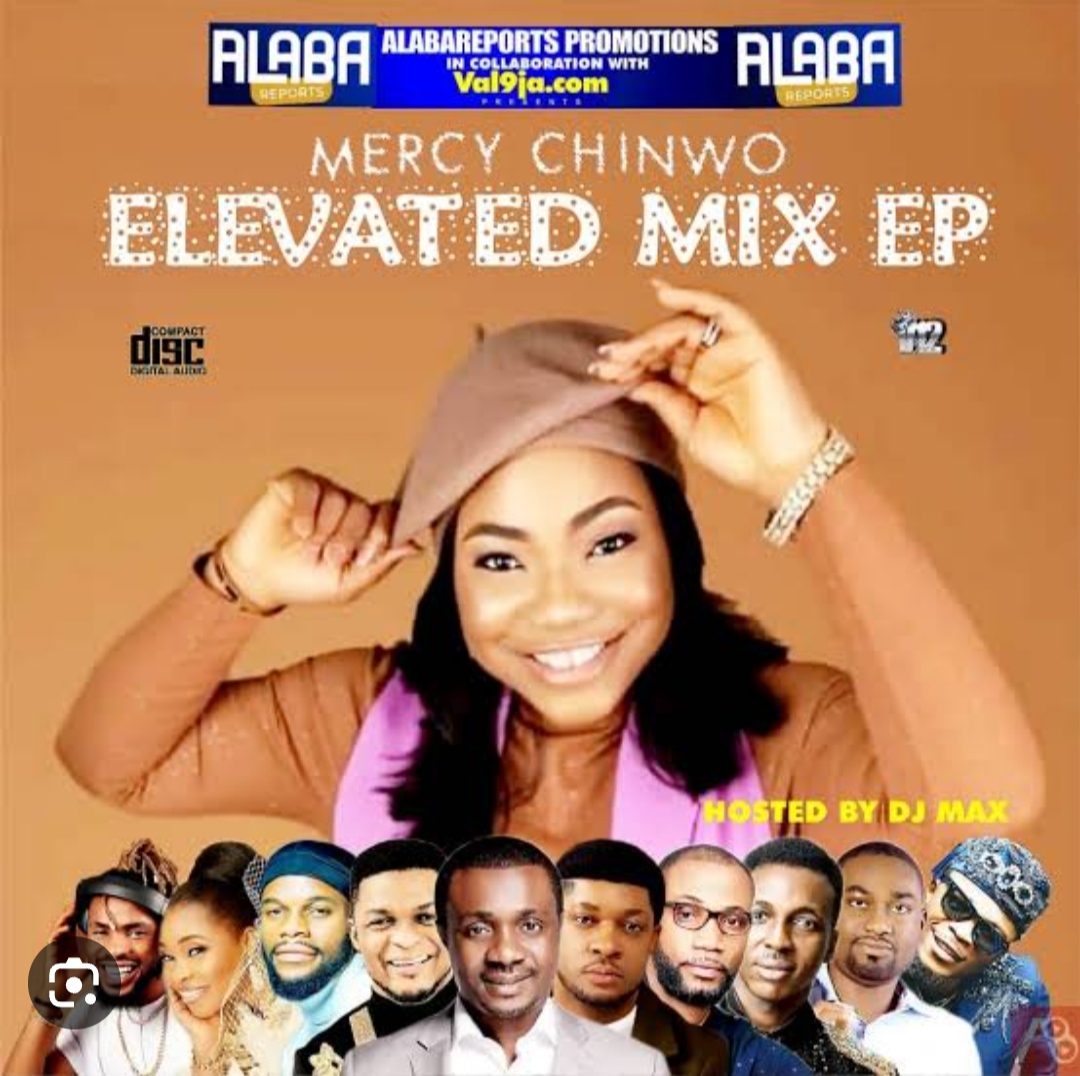 ALABA
REPORTS
ALABAREPORTS PROMOTIONS
IN COLLABORATION WITH
Val9ja.com
PRESENTS
ALABA
REPORTS
MERCY CHINWO
ELEVATED MIX EP
COMPACT
disc
DIGITAL AUDIO
HOSTED BY DJ MAX